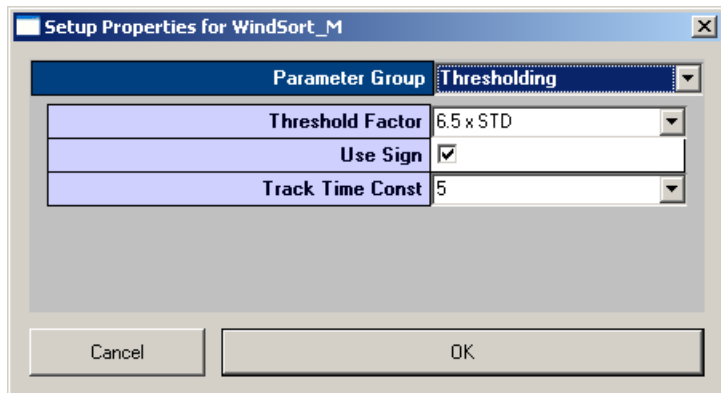 Setup Properties for WindSort_M
Parameter Group Thresholding
Threshold Factor 6.5 x STD
Use Sign
Track Time Const 5
Cancel OK